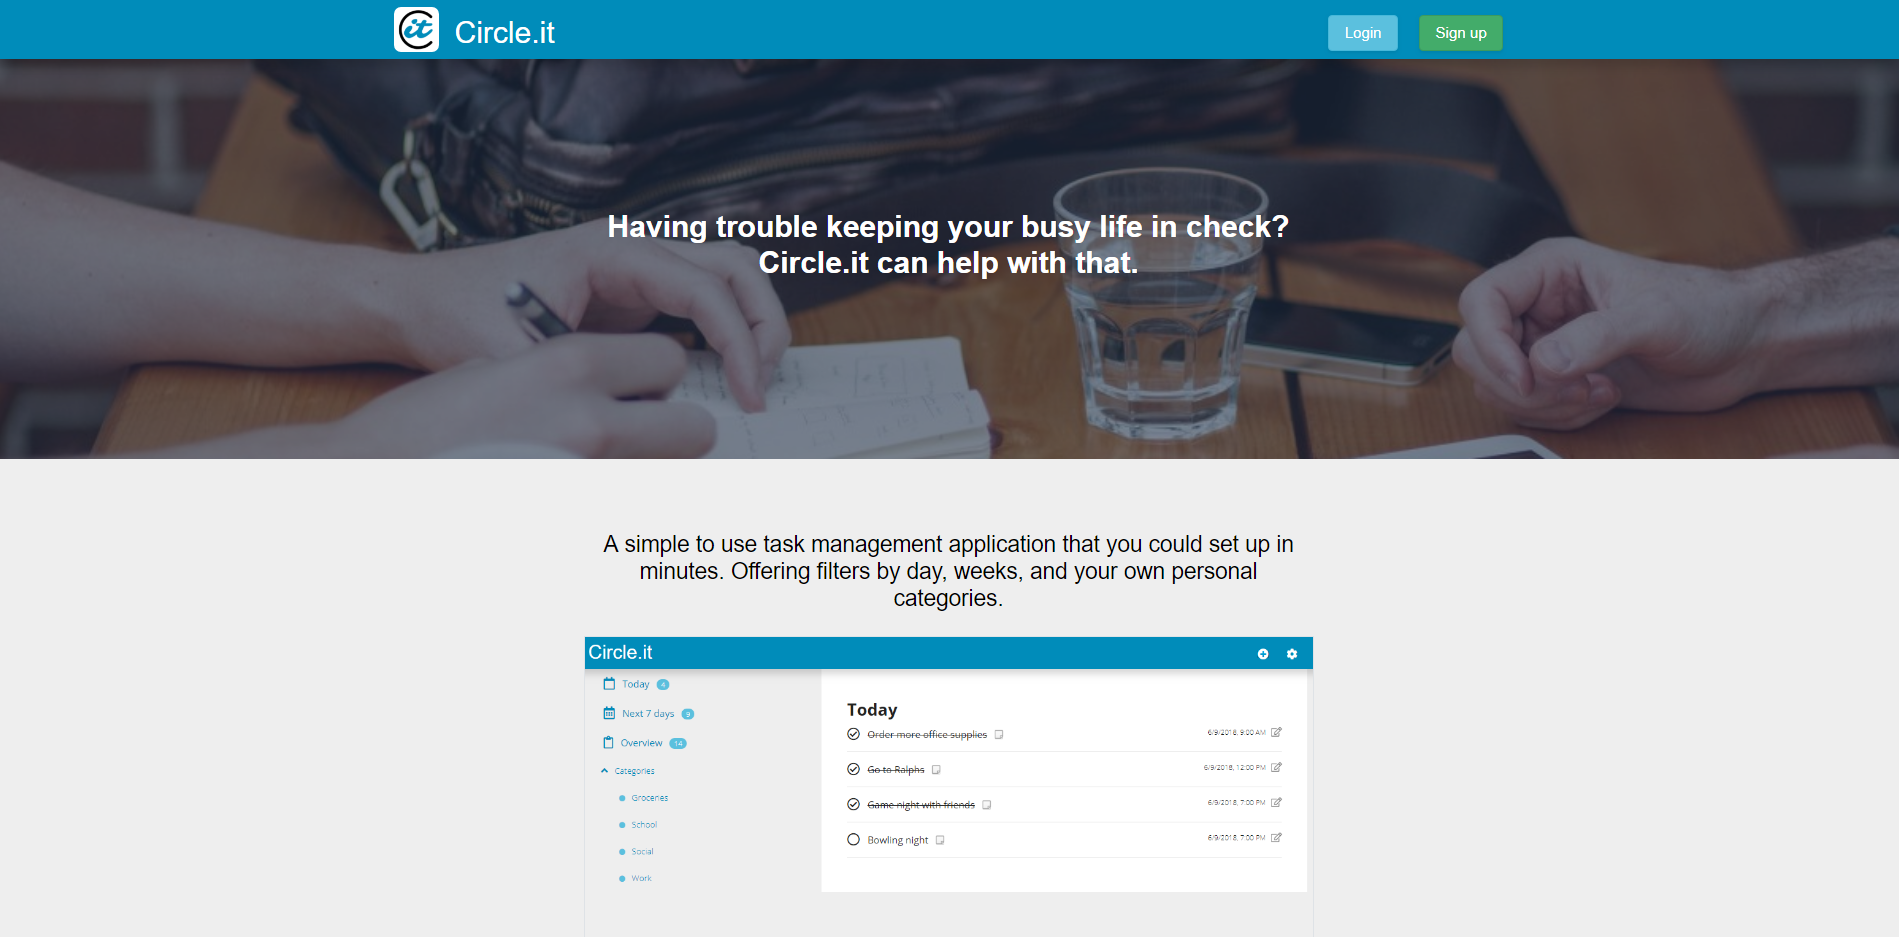 it Circle.it Login Sign up
Having trouble keeping your busy life in check?
Circle.it can help with that.
A simple to use task management application that you could set up in
minutes. Offering filters by day, weeks, and your own personal
categories.
Circle.it
Today 4
Next 7 days 9
Overview 14
Categories
Groceries
School
Social
Work
Today
Order more office supplies 6/9/2018, 9:00 AM
Go to Ralphs 6/9/2018, 12:00 PM
Game night with friends 6/9/2018, 7:00 PM
Bowling night 6/9/2018, 7:00 PM